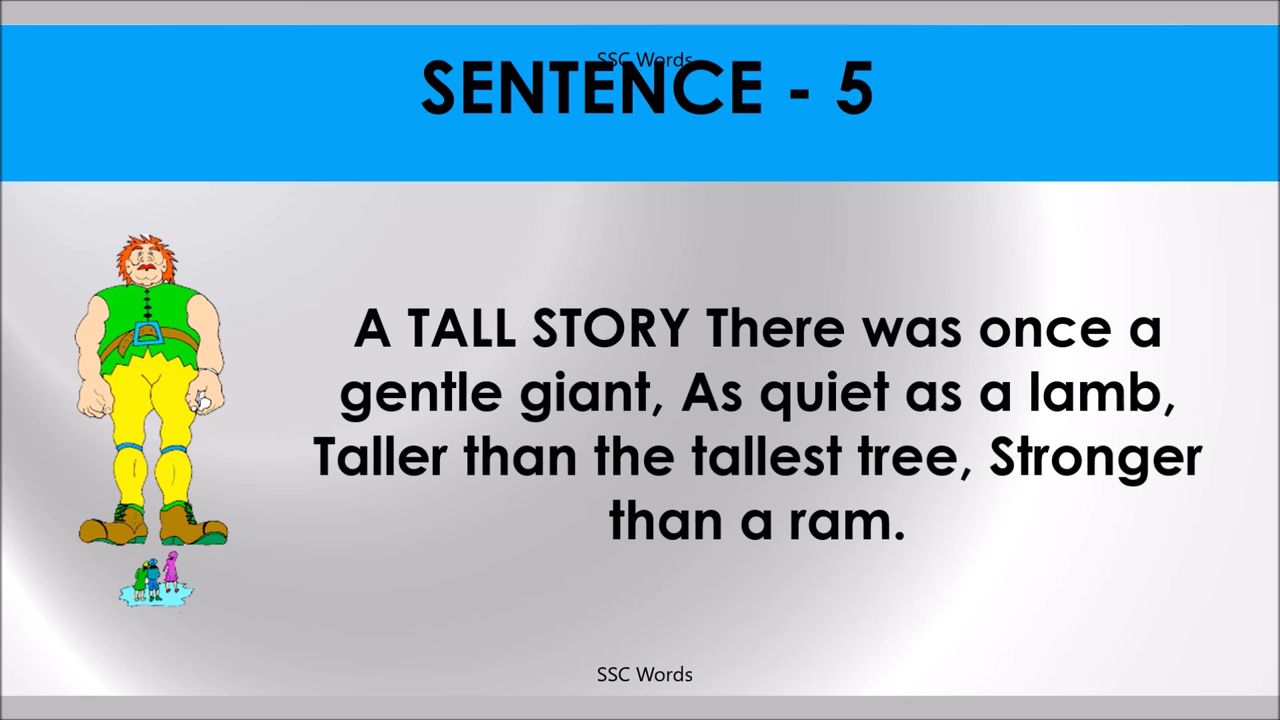 SSC Words
SENTENCE - 5
A TALL STORY There was once a
gentle giant, As quiet as a lamb,
Taller than the tallest tree, Stronger
than a ram.
SSC Words